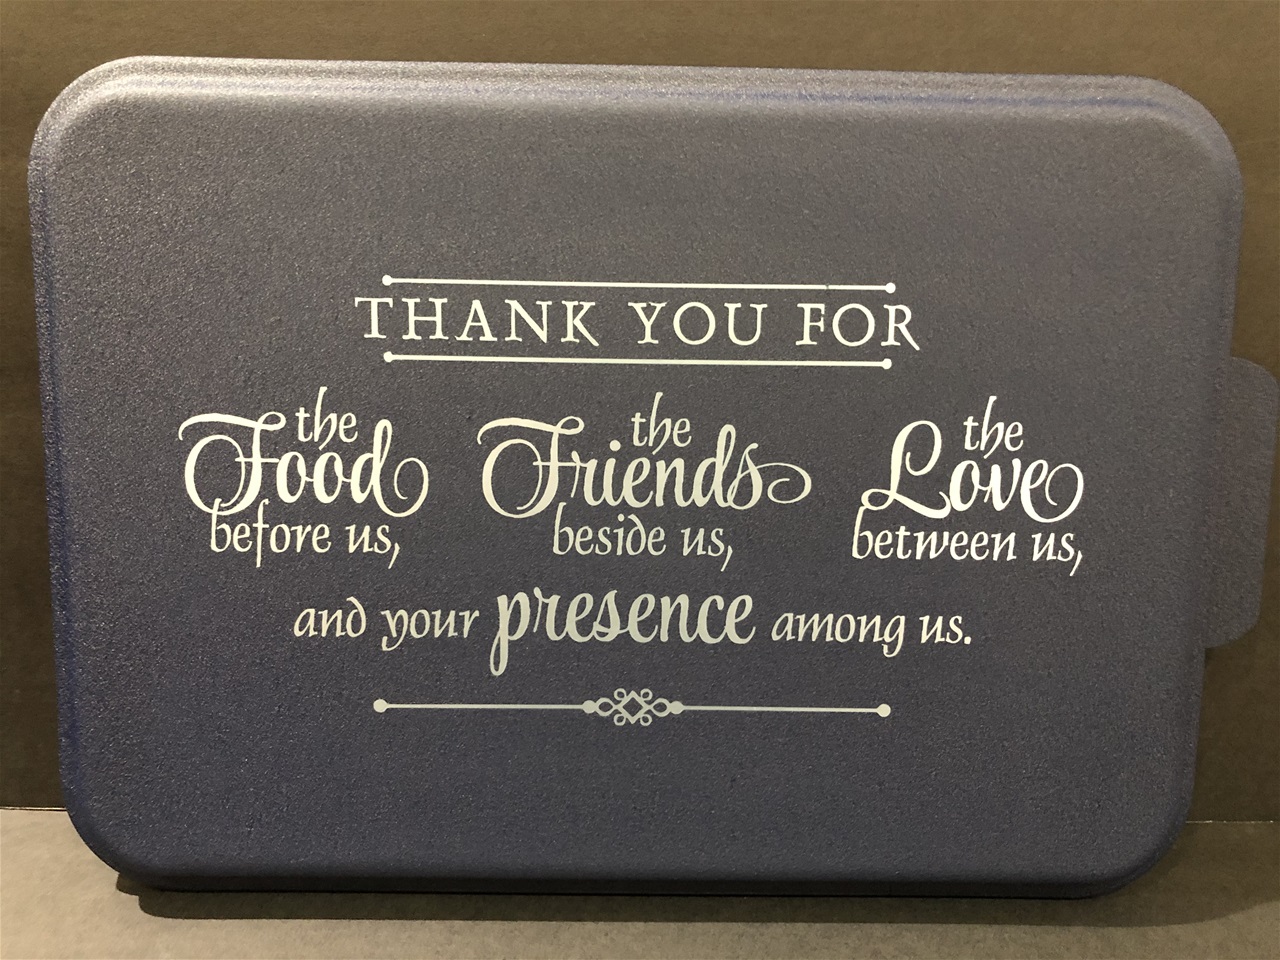 THANK YOU FOR
the Food before us,
the Friends beside us,
the Love between us,
and your presence among us.